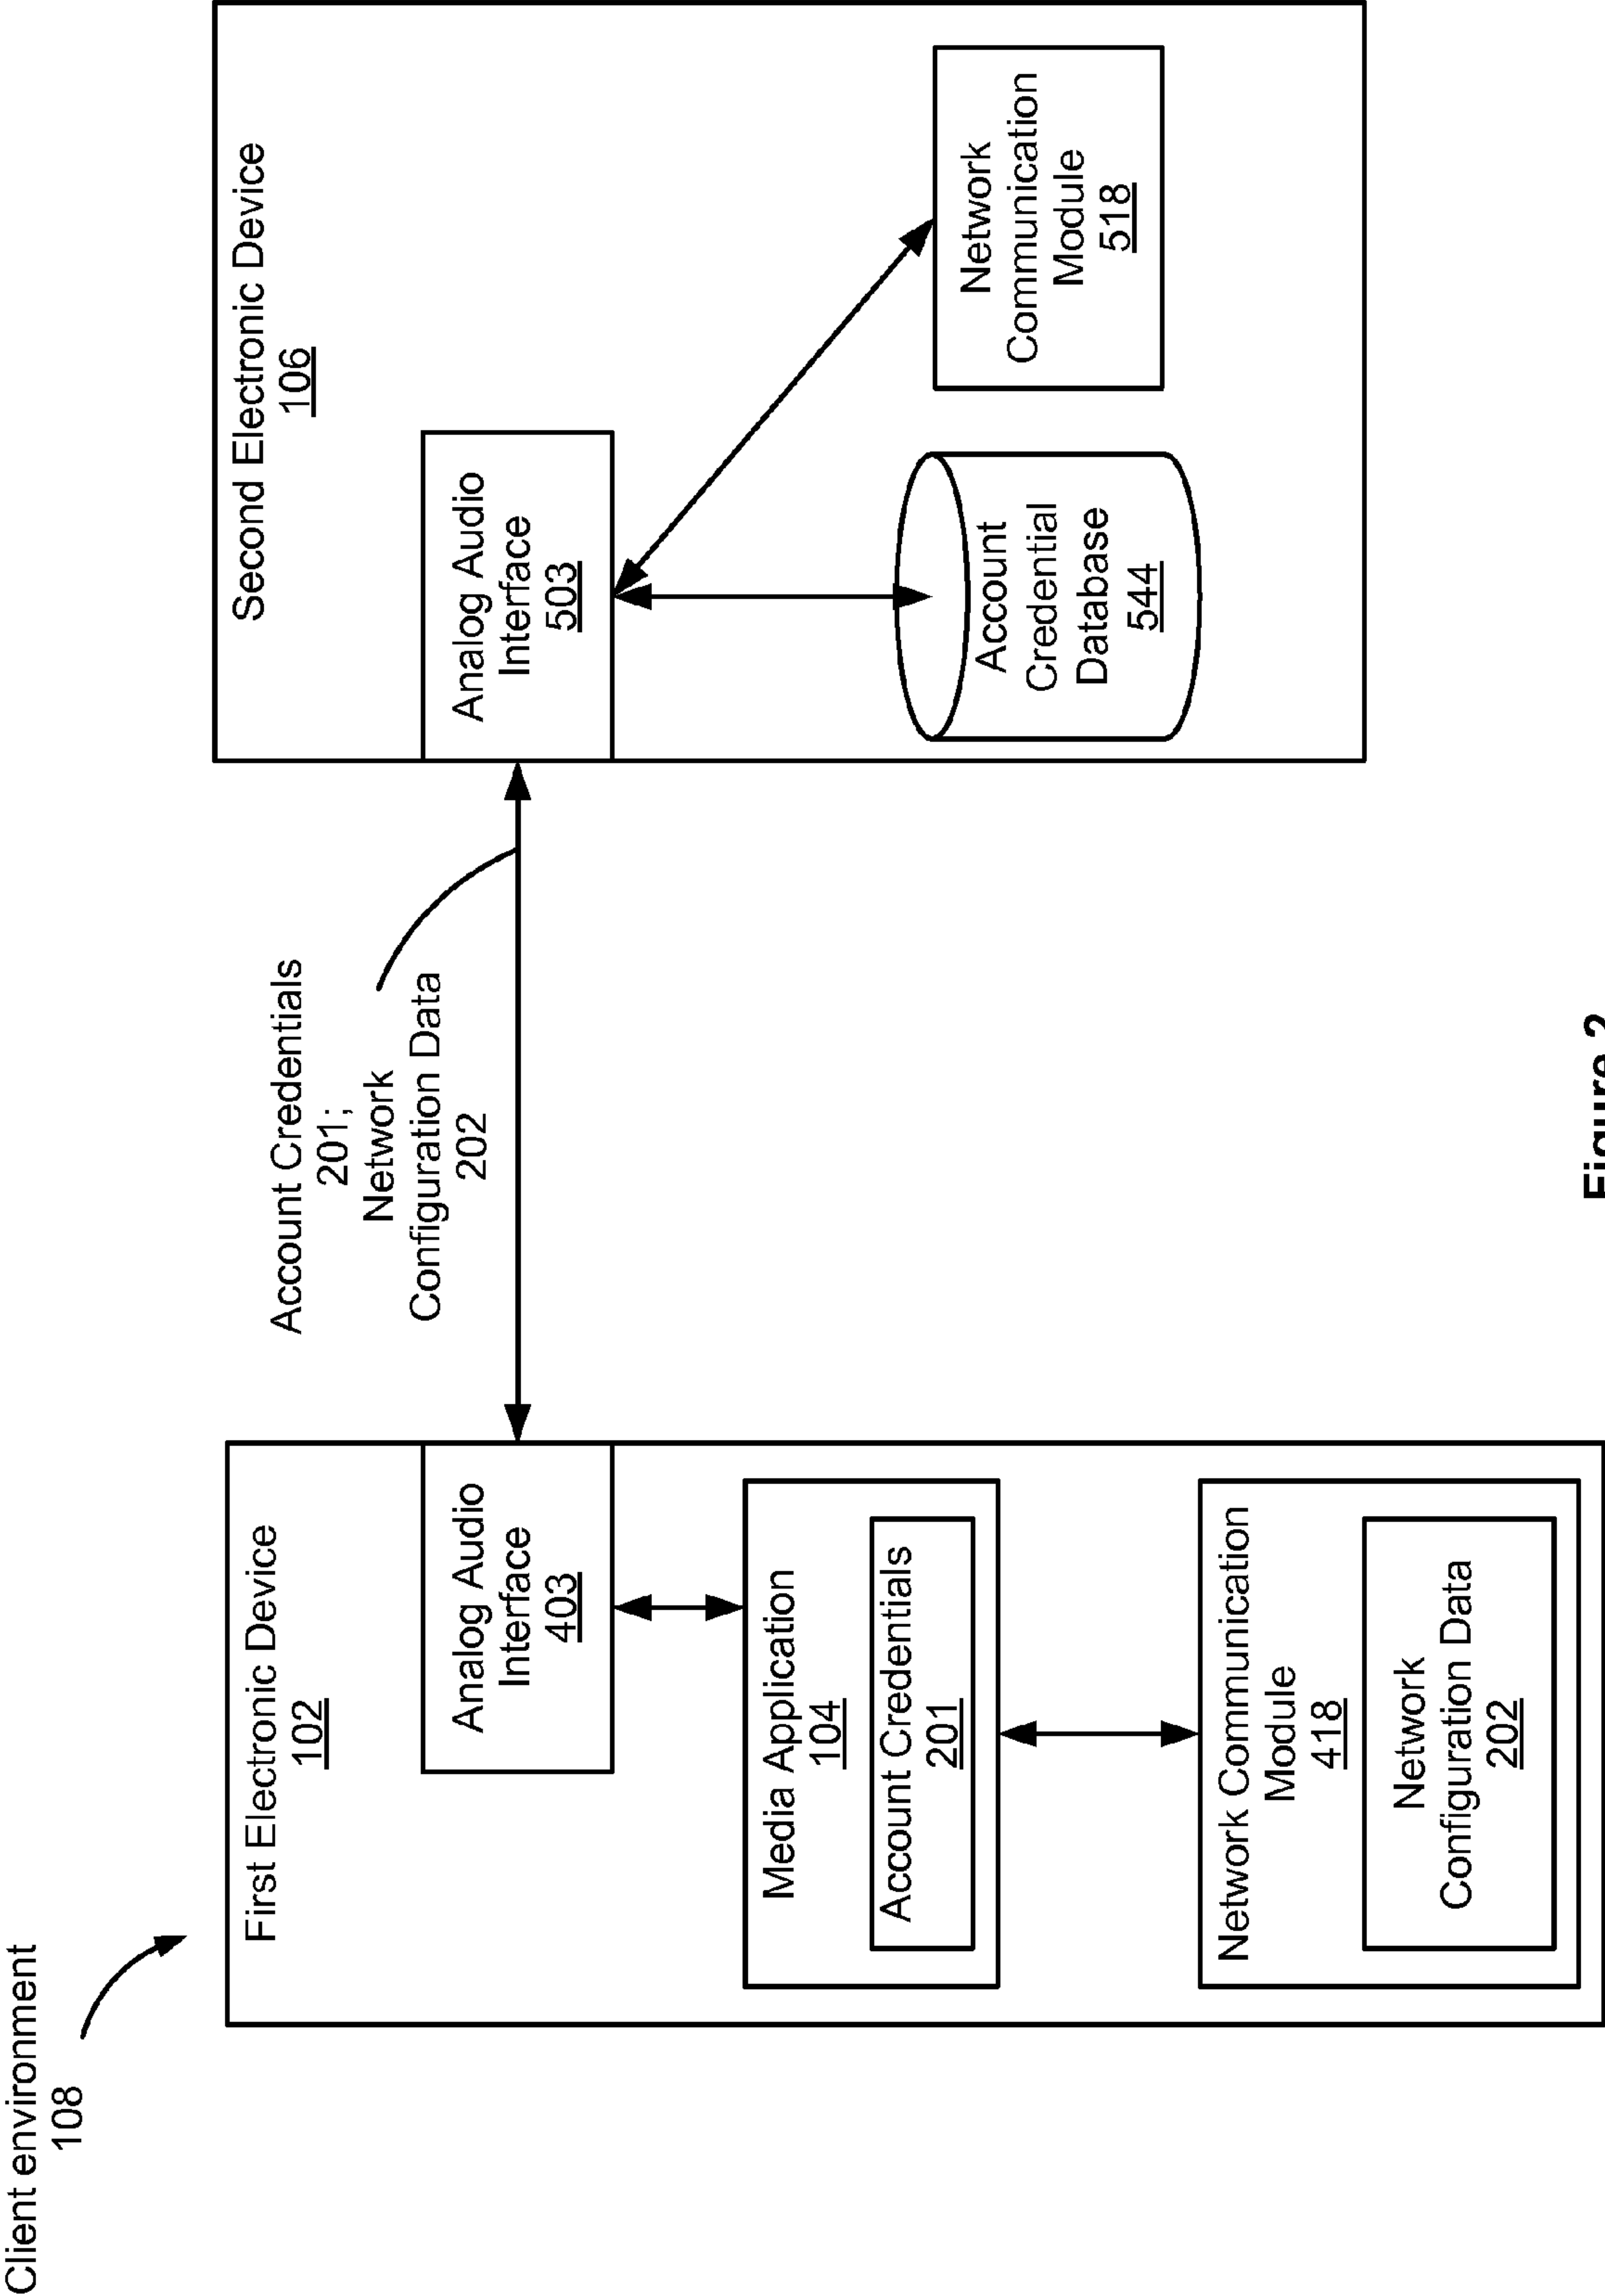 Client environment
108
First Electronic Device
102
Analog Audio
Interface
403
Media Application
104
Account Credentials
201
Network Communication
Module
418
Network
Configuration Data
202
Account Credentials
201;
Network
Configuration Data
202
Second Electronic Device
106
Analog Audio
Interface
503
Account
Credential
Database
544
Network
Communication
Module
518
Figure 2